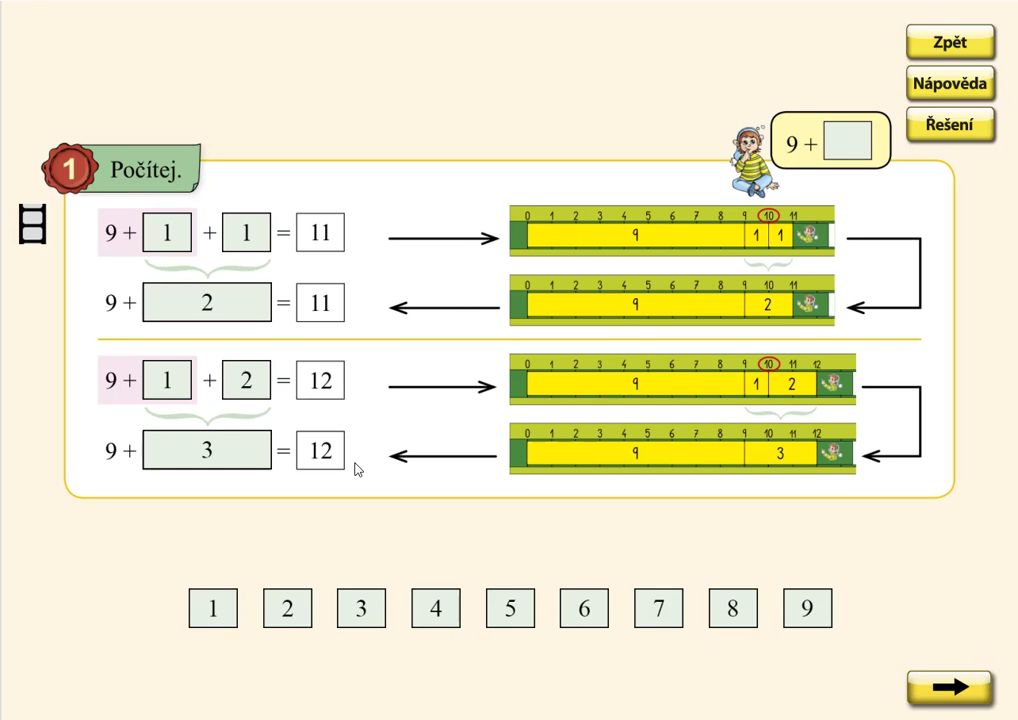 Zpět
Nápověda
Řešení
9 +
1 Počítej.
9 + 1 + 1 = 11
0 1 2 3 4 5 6 7 8 9 10 11
9 1 1
9 + 2 = 11
0 1 2 3 4 5 6 7 8 9 10 11
9 2
9 + 1 + 2 = 12
0 1 2 3 4 5 6 7 8 9 10 11 12
9 1 2
9 + 3 = 12
0 1 2 3 4 5 6 7 8 9 10 11 12
9 3
1 2 3 4 5 6 7 8 9